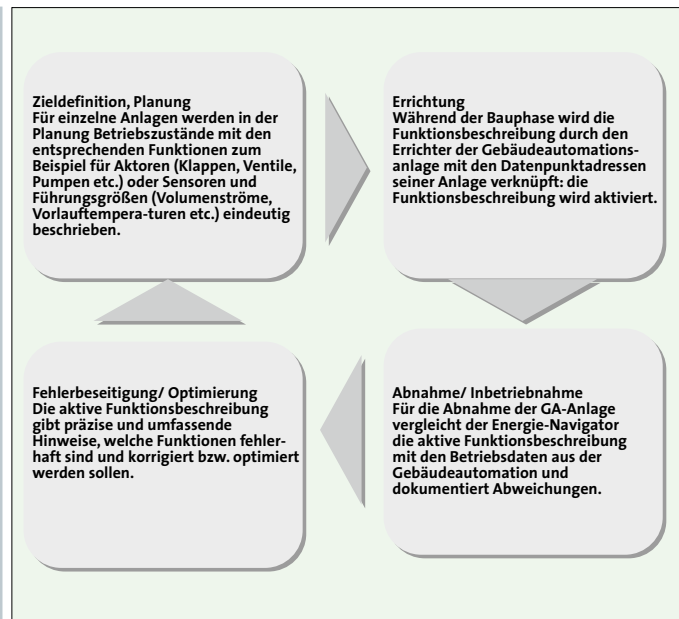 Zieldefinition, Planung
Für einzelne Anlagen werden in der
Planung Betriebszustände mit den
entsprechenden Funktionen zum
Beispiel für Aktoren (Klappen, Ventile,
Pumpen etc.) oder Sensoren und
Führungsgrößen (Volumenströme,
Vorlauftempera-turen etc.) eindeutig
beschrieben.
Errichtung
Während der Bauphase wird die
Funktionsbeschreibung durch den
Errichter der Gebäudeautomations-
anlage mit den Datenpunktadressen
seiner Anlage verknüpft: die
Funktionsbeschreibung wird aktiviert.
Fehlerbeseitigung/ Optimierung
Die aktive Funktionsbeschreibung
gibt präzise und umfassende
Hinweise, welche Funktionen fehler-
haft sind und korrigiert bzw. optimiert
werden sollen.
Abnahme/ Inbetriebnahme
Für die Abnahme der GA-Anlage
vergleicht der Energie-Navigator
die aktive Funktionsbeschreibung
mit den Betriebsdaten aus der
Gebäudeautomation und
dokumentiert Abweichungen.